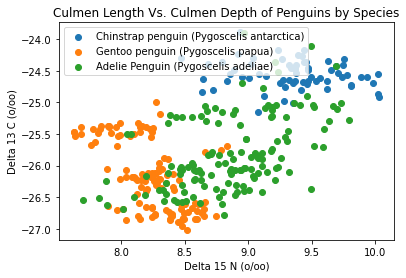 Culmen Length Vs. Culmen Depth of Penguins by Species
Chinstrap penguin (Pygoscelis antarctica)
Gentoo penguin (Pygoscelis papua)
Adelie Penguin (Pygoscelis adeliae)
Delta 13 C (o/oo)
−24.0
−24.5
−25.0
−25.5
−26.0
−26.5
−27.0
8.0 8.5 9.0 9.5 10.0
Delta 15 N (o/oo)